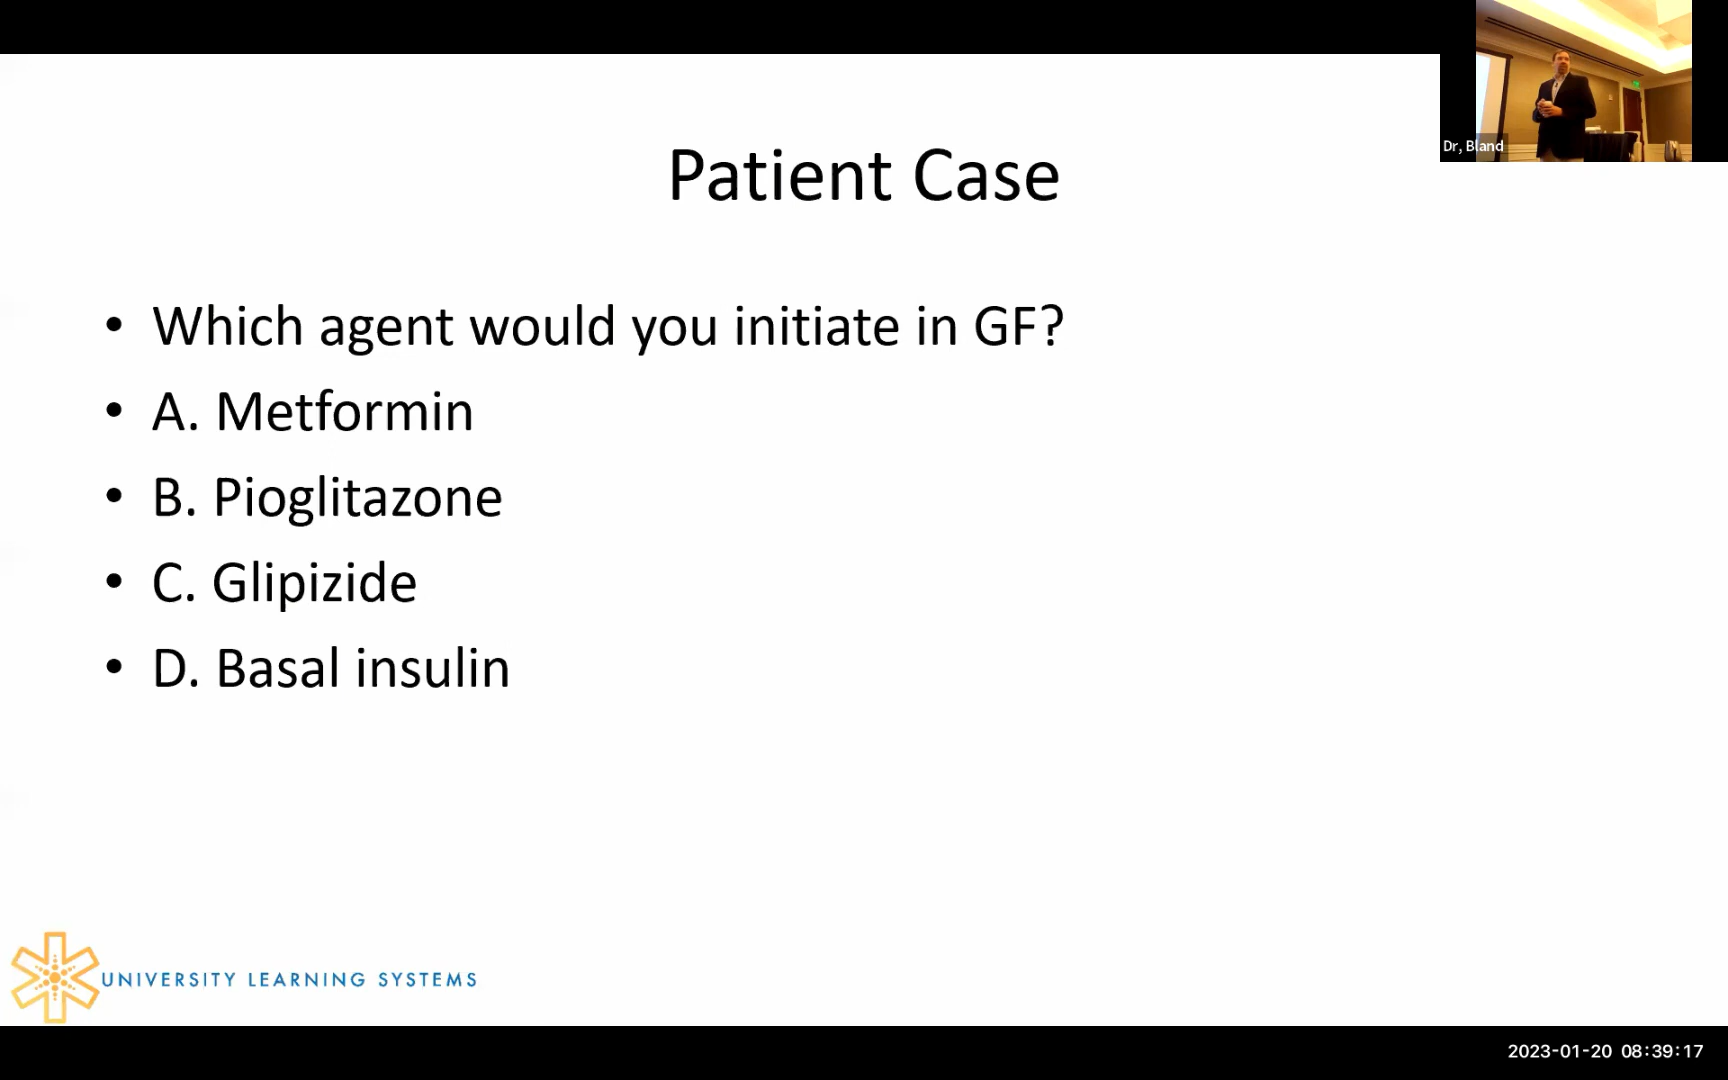 Dr, Bland
Patient Case
• Which agent would you initiate in GF?
• A. Metformin
• B. Pioglitazone
• C. Glipizide
• D. Basal insulin
UNIVERSITY LEARNING SYSTEMS
2023-01-20 08:39:17